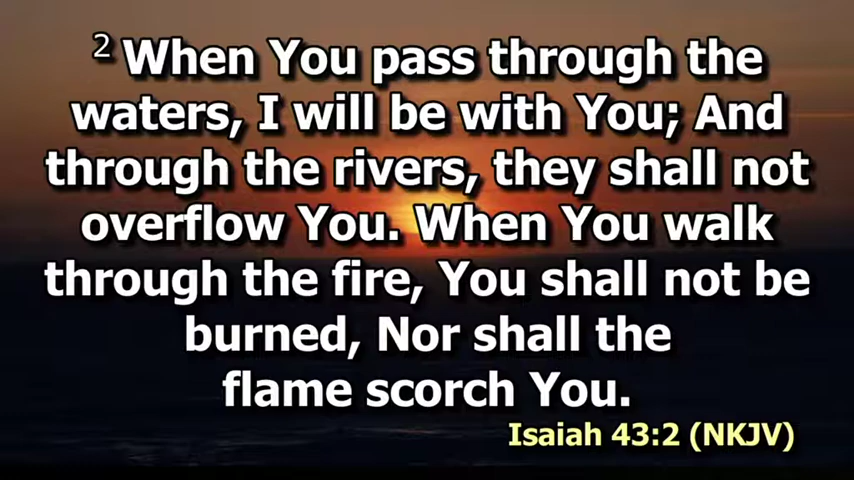 2 When You pass through the
waters, I will be with You; And
through the rivers, they shall not
overflow You. When You walk
through the fire, You shall not be
burned, Nor shall the
flame scorch You.
Isaiah 43:2 (NKJV)